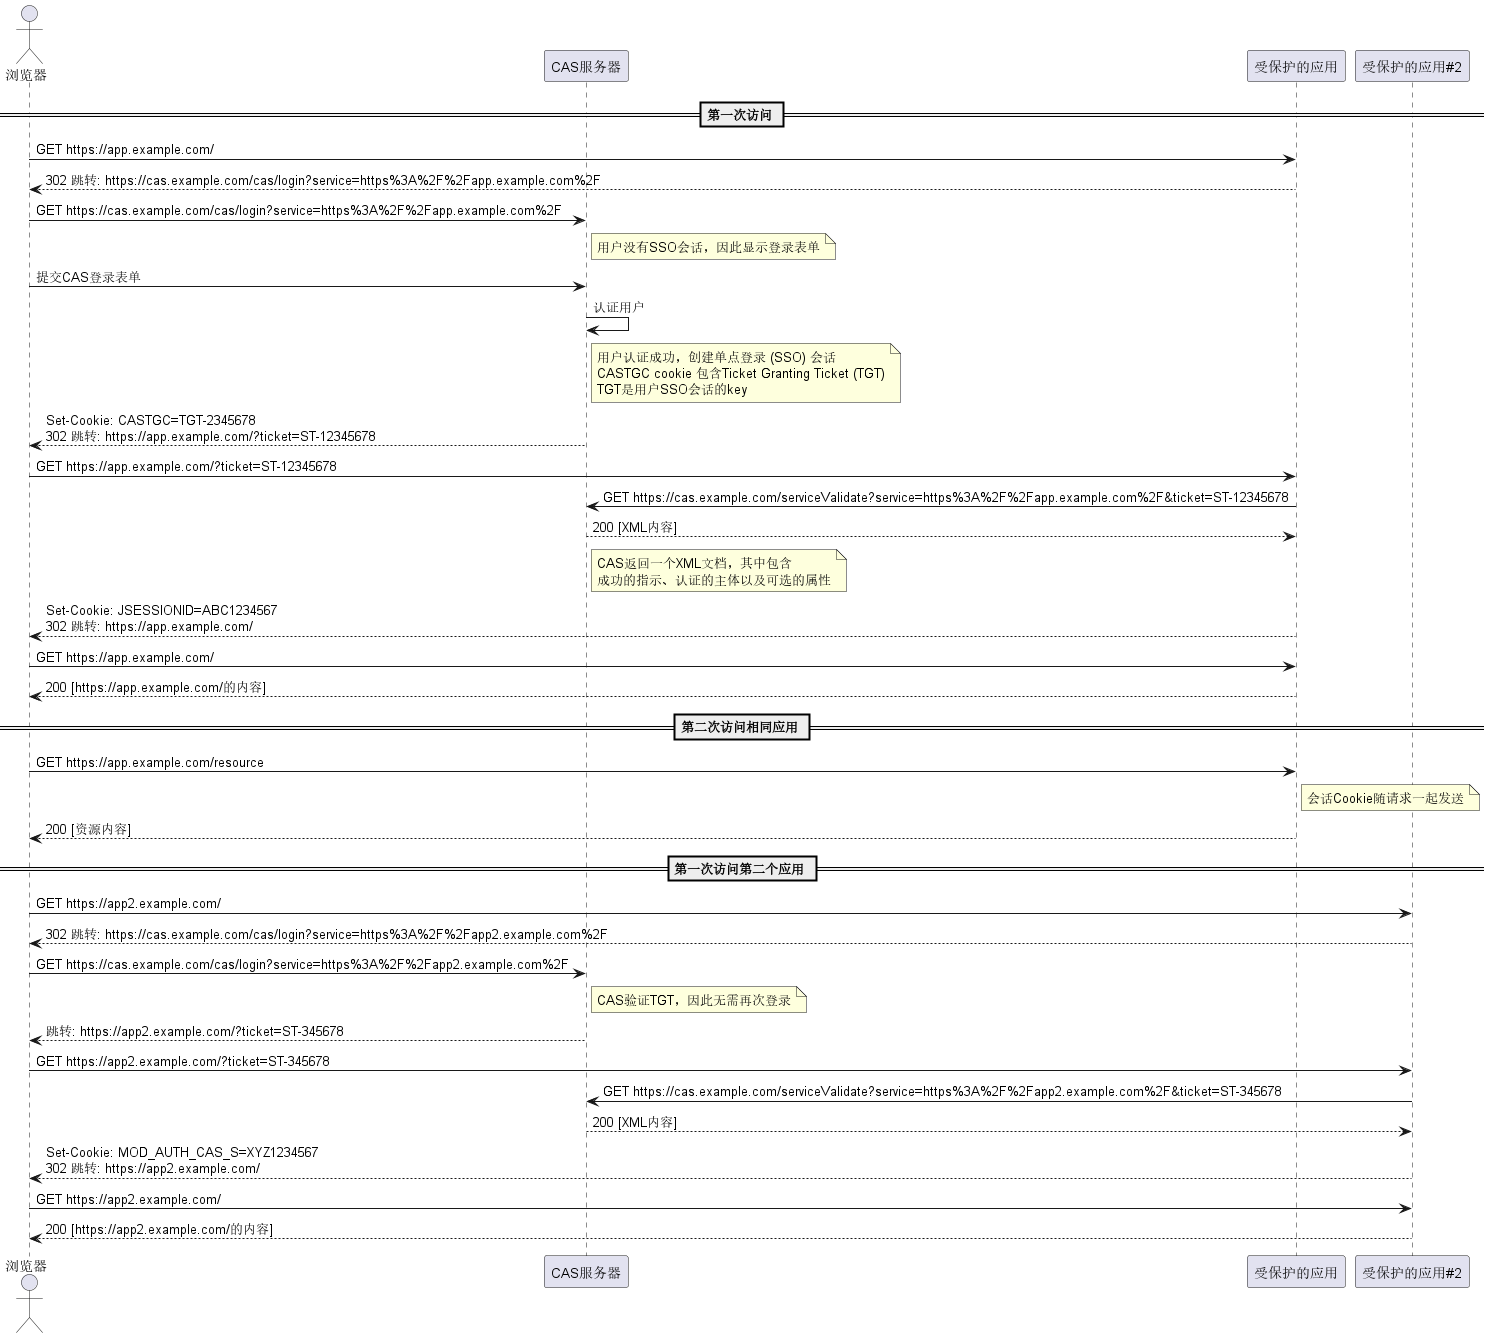 浏览器
CAS服务器
受保护的应用
受保护的应用#2
第一次访问
GET https://app.example.com/
302 跳转: https://cas.example.com/cas/login?service=https%3A%2F%2Fapp.example.com%2F
GET https://cas.example.com/cas/login?service=https%3A%2F%2Fapp.example.com%2F
用户没有SSO会话，因此显示登录表单
提交CAS登录表单
认证用户
用户认证成功，创建单点登录 (SSO) 会话
CASTGC cookie 包含Ticket Granting Ticket (TGT)
TGT是用户SSO会话的key
Set-Cookie: CASTGC=TGT-2345678
302 跳转: https://app.example.com/?ticket=ST-12345678
GET https://app.example.com/?ticket=ST-12345678
GET https://cas.example.com/serviceValidate?service=https%3A%2F%2Fapp.example.com%2F&ticket=ST-12345678
200 [XML内容]
CAS返回一个XML文档，其中包含
成功的指示、认证的主体以及可选的属性
Set-Cookie: JSESSIONID=ABC1234567
302 跳转: https://app.example.com/
GET https://app.example.com/
200 [https://app.example.com/的内容]
第二次访问相同应用
GET https://app.example.com/resource
会话Cookie随请求一起发送
200 [资源内容]
第一次访问第二个应用
GET https://app2.example.com/
302 跳转: https://cas.example.com/cas/login?service=https%3A%2F%2Fapp2.example.com%2F
GET https://cas.example.com/cas/login?service=https%3A%2F%2Fapp2.example.com%2F
CAS验证TGT，因此无需再次登录
跳转: https://app2.example.com/?ticket=ST-345678
GET https://app2.example.com/?ticket=ST-345678
GET https://cas.example.com/serviceValidate?service=https%3A%2F%2Fapp2.example.com%2F&ticket=ST-345678
200 [XML内容]
Set-Cookie: MOD_AUTH_CAS_S=XYZ1234567
302 跳转: https://app2.example.com/
GET https://app2.example.com/
200 [https://app2.example.com/的内容]
浏览器
CAS服务器
受保护的应用
受保护的应用#2